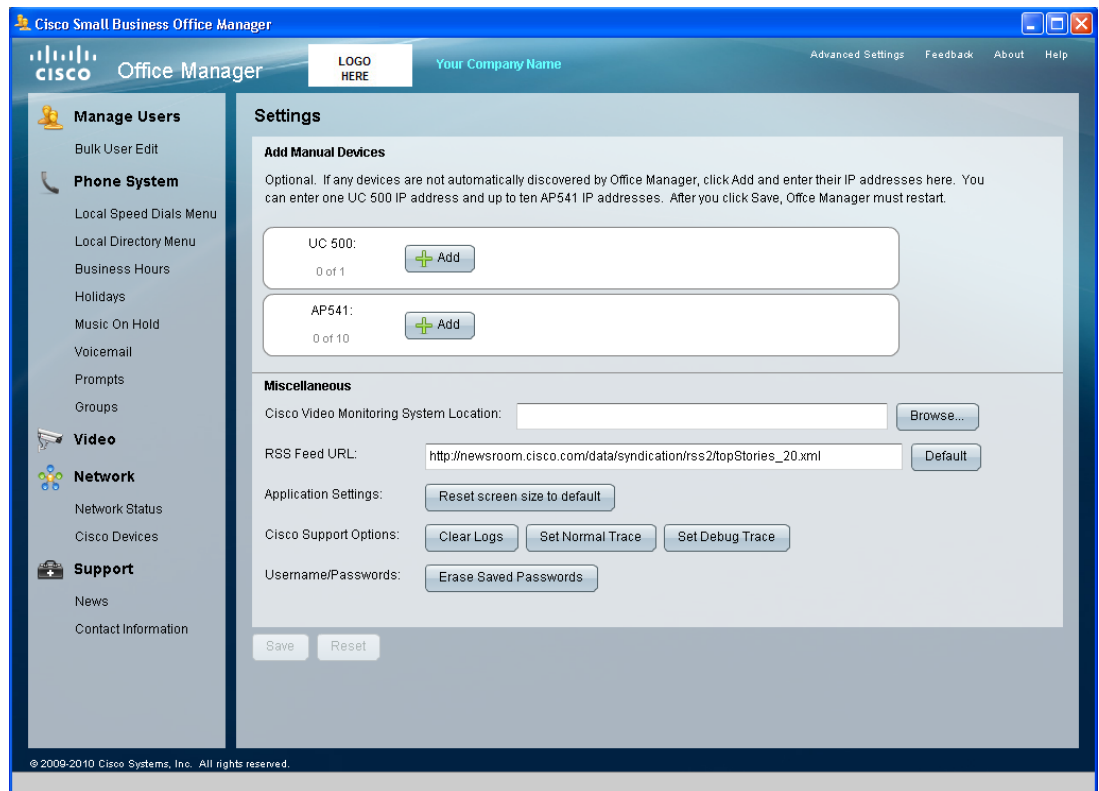 Cisco Small Business Office Manager
CISCO Office Manager
LOGO
HERE
Your Company Name
Advanced Settings Feedback About Help
Manage Users
Bulk User Edit
Phone System
Local Speed Dials Menu
Local Directory Menu
Business Hours
Holidays
Music On Hold
Voicemail
Prompts
Groups
Video
Network
Network Status
Cisco Devices
Support
News
Contact Information
Settings
Add Manual Devices
Optional. If any devices are not automatically discovered by Office Manager, click Add and enter their IP addresses here. You
can enter one UC 500 IP address and up to ten AP541 IP addresses. After you click Save, Offce Manager must restart.
UC 500:
Add
0 of 1
AP541:
Add
0 of 10
Miscellaneous
Cisco Video Monitoring System Location: Browse...
RSS Feed URL: http://newsroom.cisco.com/data/syndication/rss2/topStories_20.xml Default
Application Settings: Reset screen size to default
Cisco Support Options: Clear Logs Set Normal Trace Set Debug Trace
Username/Passwords: Erase Saved Passwords
Save Reset
© 2009-2010 Cisco Systems, Inc. All rights reserved.